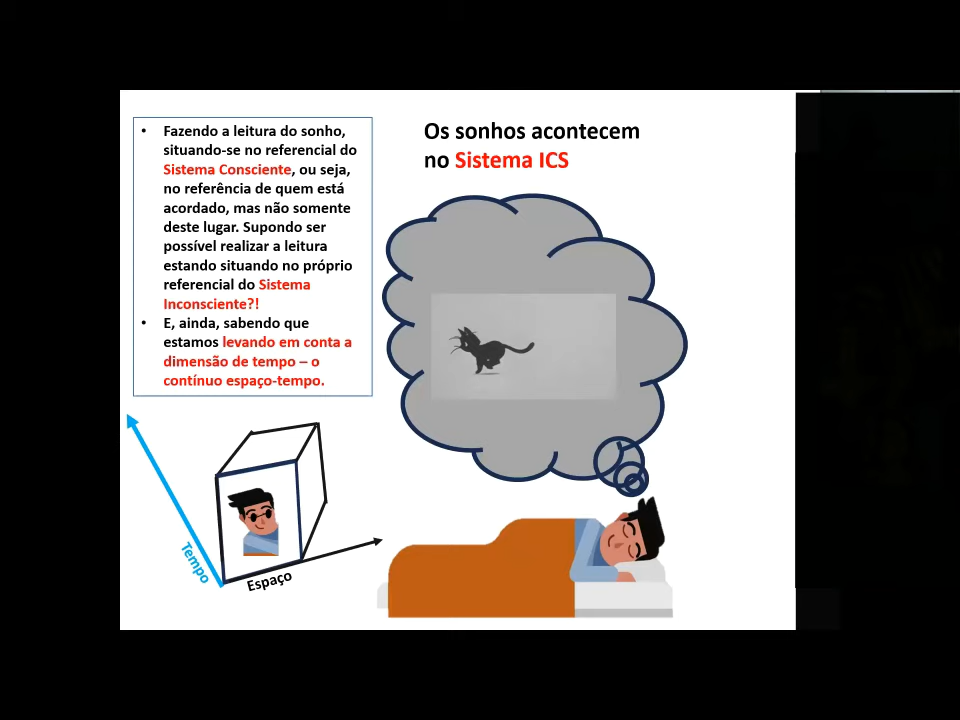 • Fazendo a leitura do sonho,
situando-se no referencial do
Sistema Consciente, ou seja,
no referência de quem está
acordado, mas não somente
deste lugar. Supondo ser
possível realizar a leitura
estando situando no próprio
referencial do Sistema
Inconsciente?!
• E, ainda, sabendo que
estamos levando em conta a
dimensão de tempo – o
contínuo espaço-tempo.
Os sonhos acontecem
no Sistema ICS
Tempo
Espaço